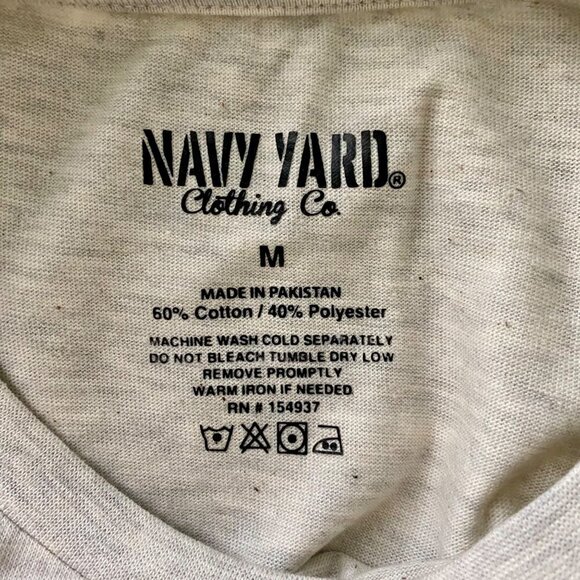 NAVY YARD®
Clothing Co.
M
MADE IN PAKISTAN
60% Cotton / 40% Polyester
MACHINE WASH COLD SEPARATELY
DO NOT BLEACH TUMBLE DRY LOW
REMOVE PROMPTLY
WARM IRON IF NEEDED
RN # 154937